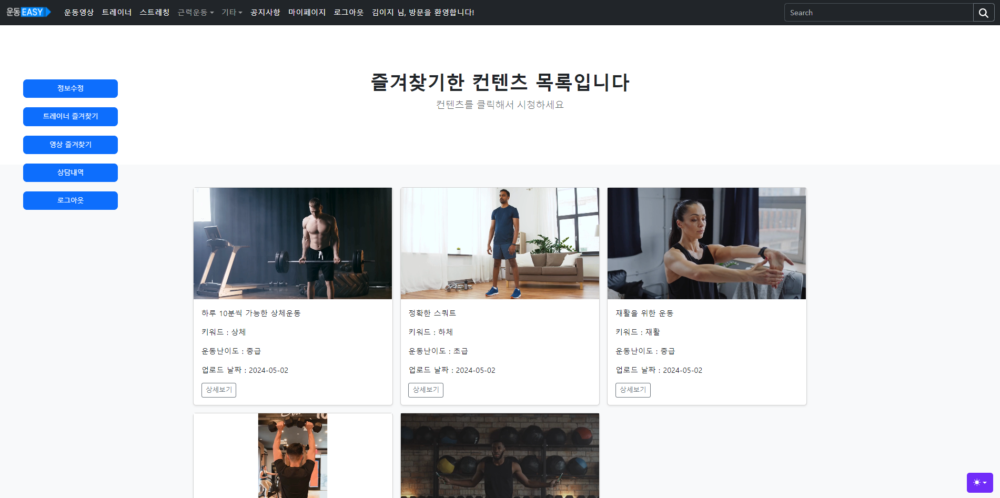 운동EASY 운동영상 트레이너 스트레칭 근력운동 기타 공지사항 마이페이지 로그아웃 김이지 님, 방문을 환영합니다! Search
정보수정
트레이너 즐겨찾기
영상 즐겨찾기
상담내역
로그아웃
즐겨찾기한 컨텐츠 목록입니다
컨텐츠를 클릭해서 시청하세요
하루 10분씩 가능한 상체운동
키워드 : 상체
운동난이도 : 중급
업로드 날짜 : 2024-05-02
상세보기
정확한 스쿼트
키워드 : 하체
운동난이도 : 초급
업로드 날짜 : 2024-05-02
상세보기
재활을 위한 운동
키워드 : 재활
운동난이도 : 중급
업로드 날짜 : 2024-05-02
상세보기